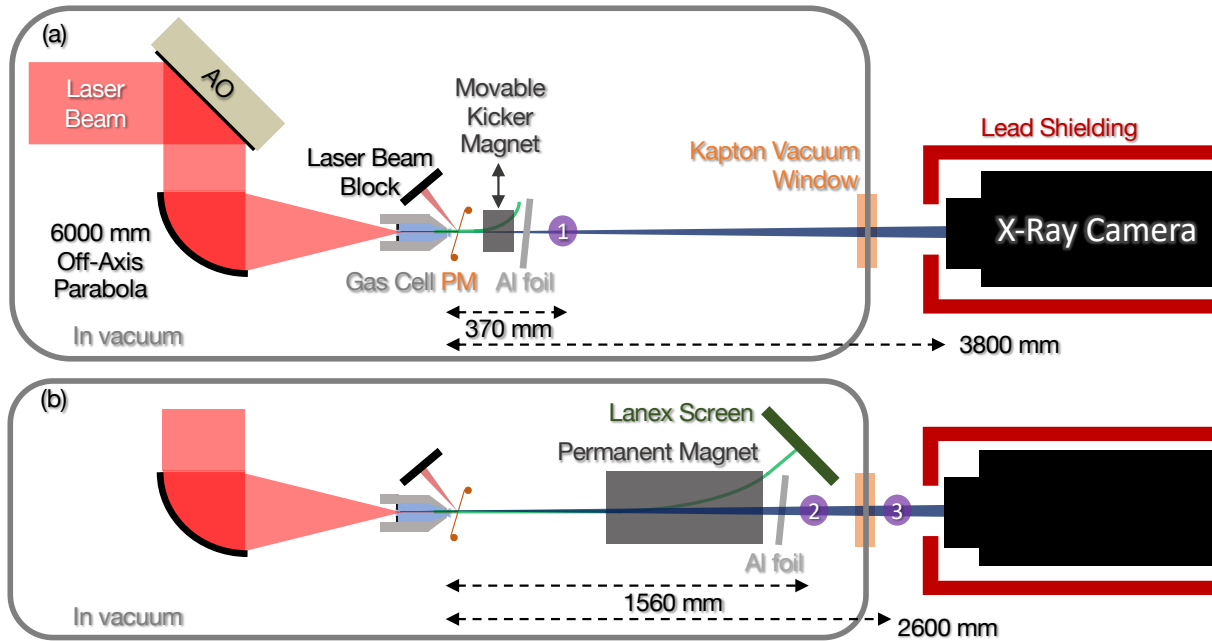 (a)
Laser
Beam
AO
Movable
Kicker
Magnet
Laser Beam
Block
Lead Shielding
Kapton Vacuum
Window
1
X-Ray Camera
6000 mm
Off-Axis
Parabola
Gas Cell PM
Al foil
370 mm
In vacuum
3800 mm
(b)
Lanex Screen
Permanent Magnet
2
3
Al foil
1560 mm
In vacuum
2600 mm